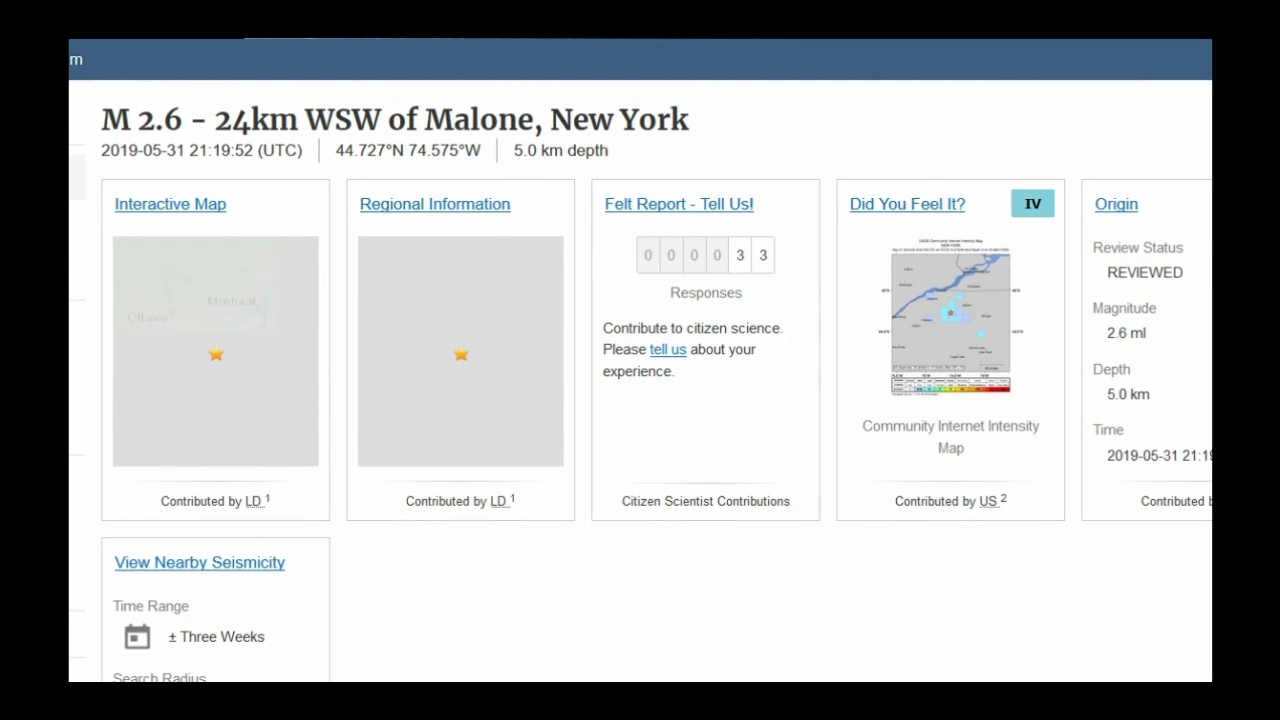 m
M 2.6 - 24km WSW of Malone, New York
2019-05-31 21:19:52 (UTC) 44.727°N 74.575°W 5.0 km depth
Interactive Map
Montreal
Ottawa
Contributed by LD 1
Regional Information
Contributed by LD 1
Felt Report - Tell Us!
0 0 0 0 3 3
Responses
Contribute to citizen science.
Please tell us about your
experience.
Citizen Scientist Contributions
Did You Feel It?
IV
Community Internet Intensity
Map
Contributed by US 2
Origin
Review Status
REVIEWED
Magnitude
2.6 ml
Depth
5.0 km
Time
2019-05-31 21:19
Contributed b
View Nearby Seismicity
Time Range
± Three Weeks
Search Radius